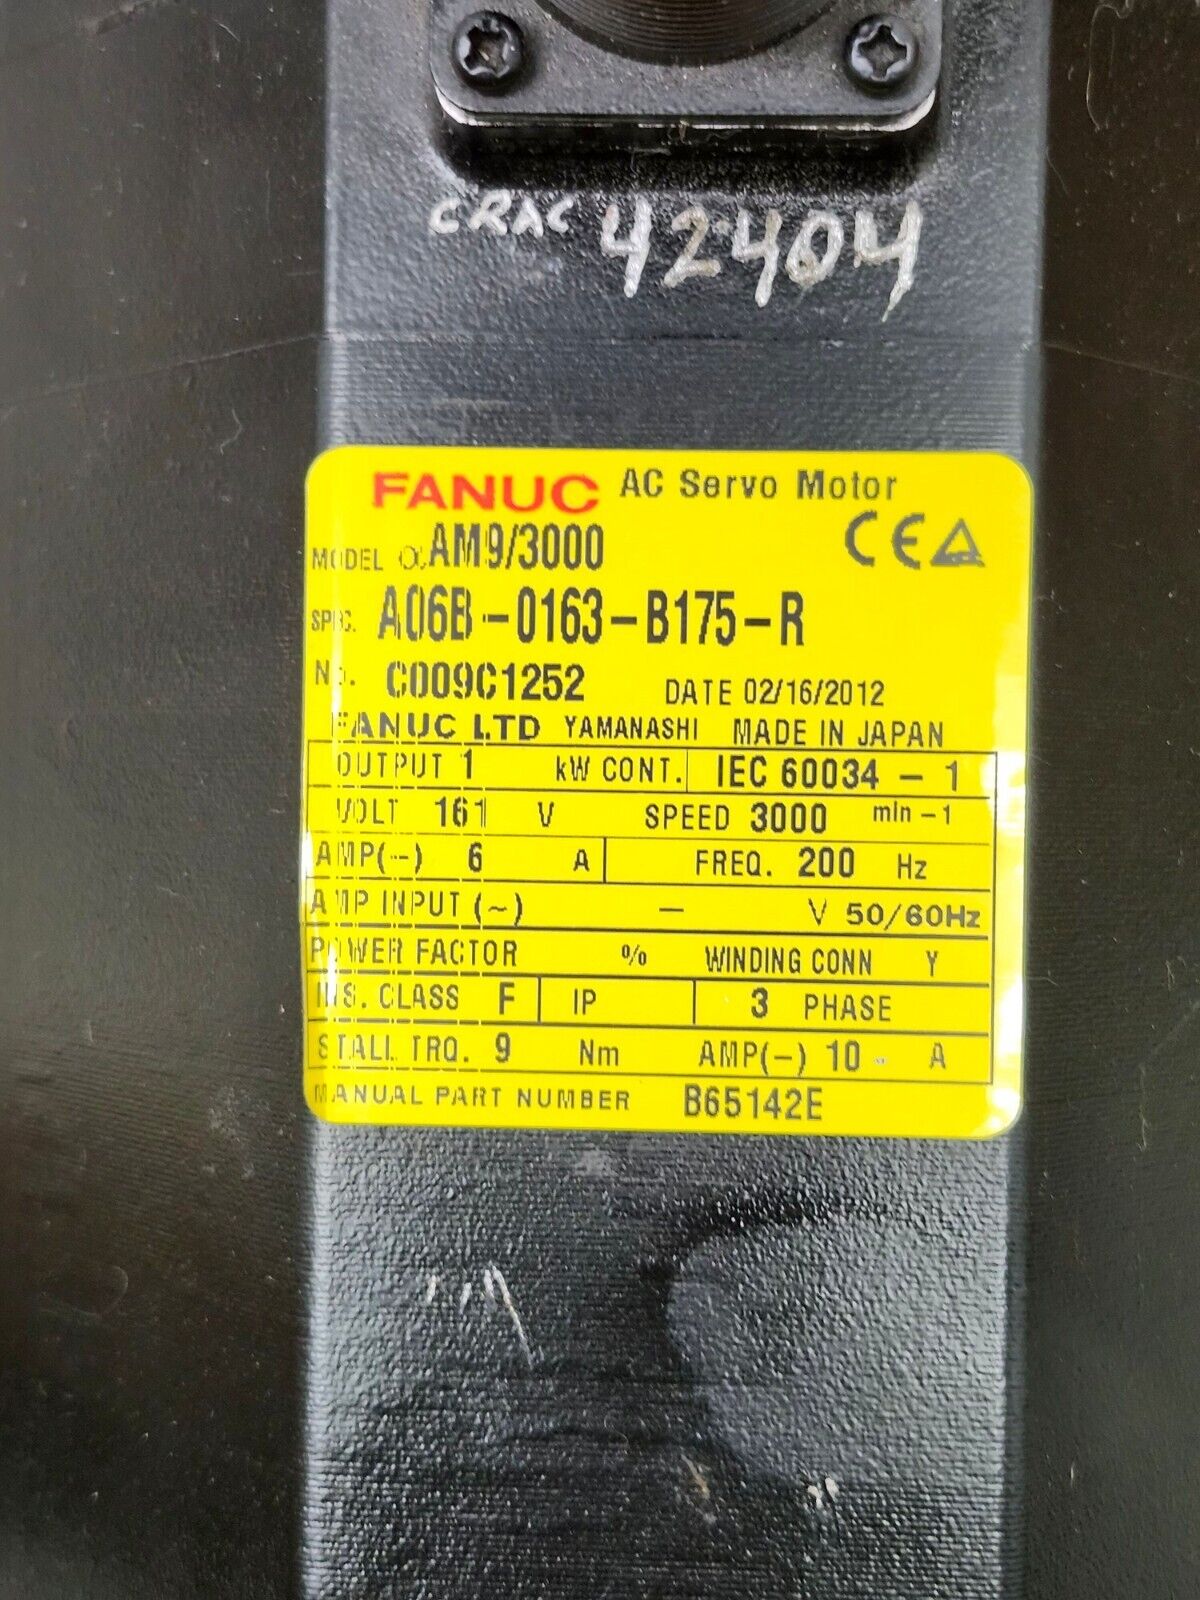 CRAC 42404
FANUC AC Servo Motor
MODEL αAM9/3000
CE
SPEC. A06B-0163-B175-R
No. C009C1252 DATE 02/16/2012
FANUC LTD YAMANASHI MADE IN JAPAN
OUTPUT 1 kW CONT. IEC 60034-1
VOLT 161 V SPEED 3000 min-1
AMP(~) 6 A FREQ. 200 Hz
AMP INPUT (~) - V 50/60Hz
POWER FACTOR % WINDING CONN Y
INS. CLASS F IP 3 PHASE
STALL TRQ. 9 Nm AMP(~) 10 A
MANUAL PART NUMBER B65142E